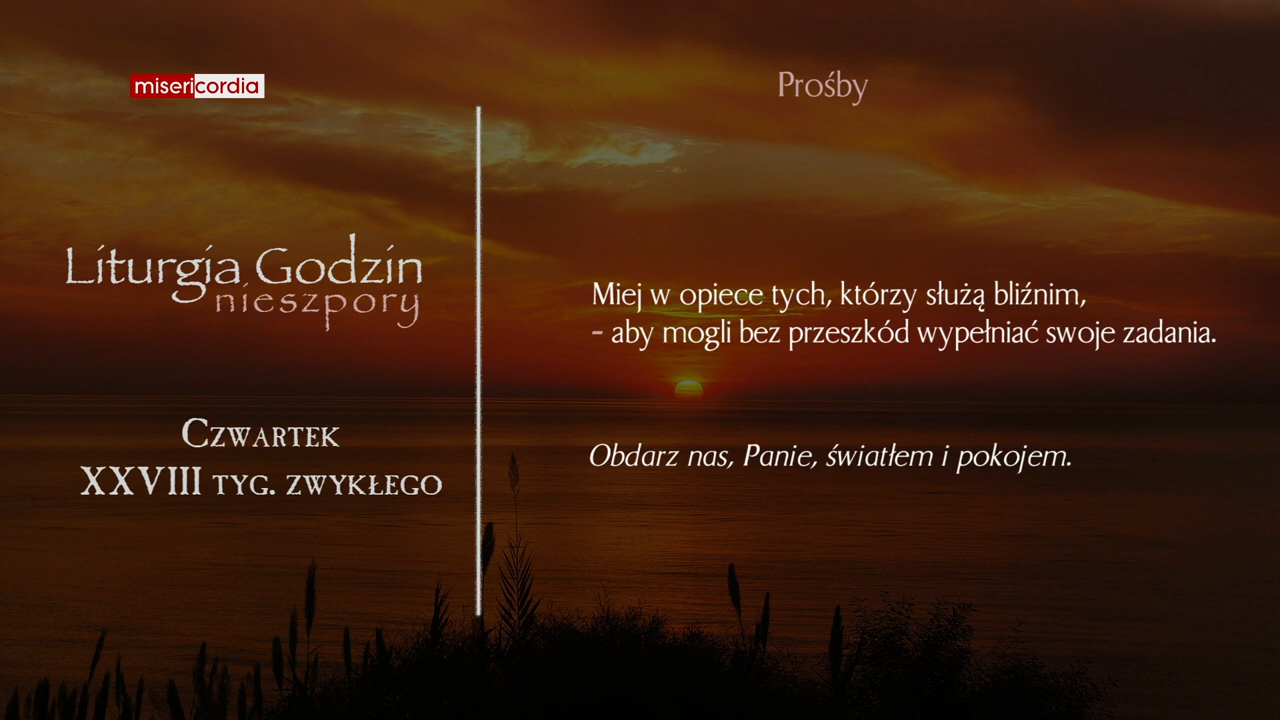 misericordia
Prośby
Liturgia Godzin
nieszpory
Miej w opiece tych, którzy służą bliźnim,
- aby mogli bez przeszkód wypełniać swoje zadania.
Czwartek
XXVIII tyg. zwykłego
Obdarz nas, Panie, światłem i pokojem.